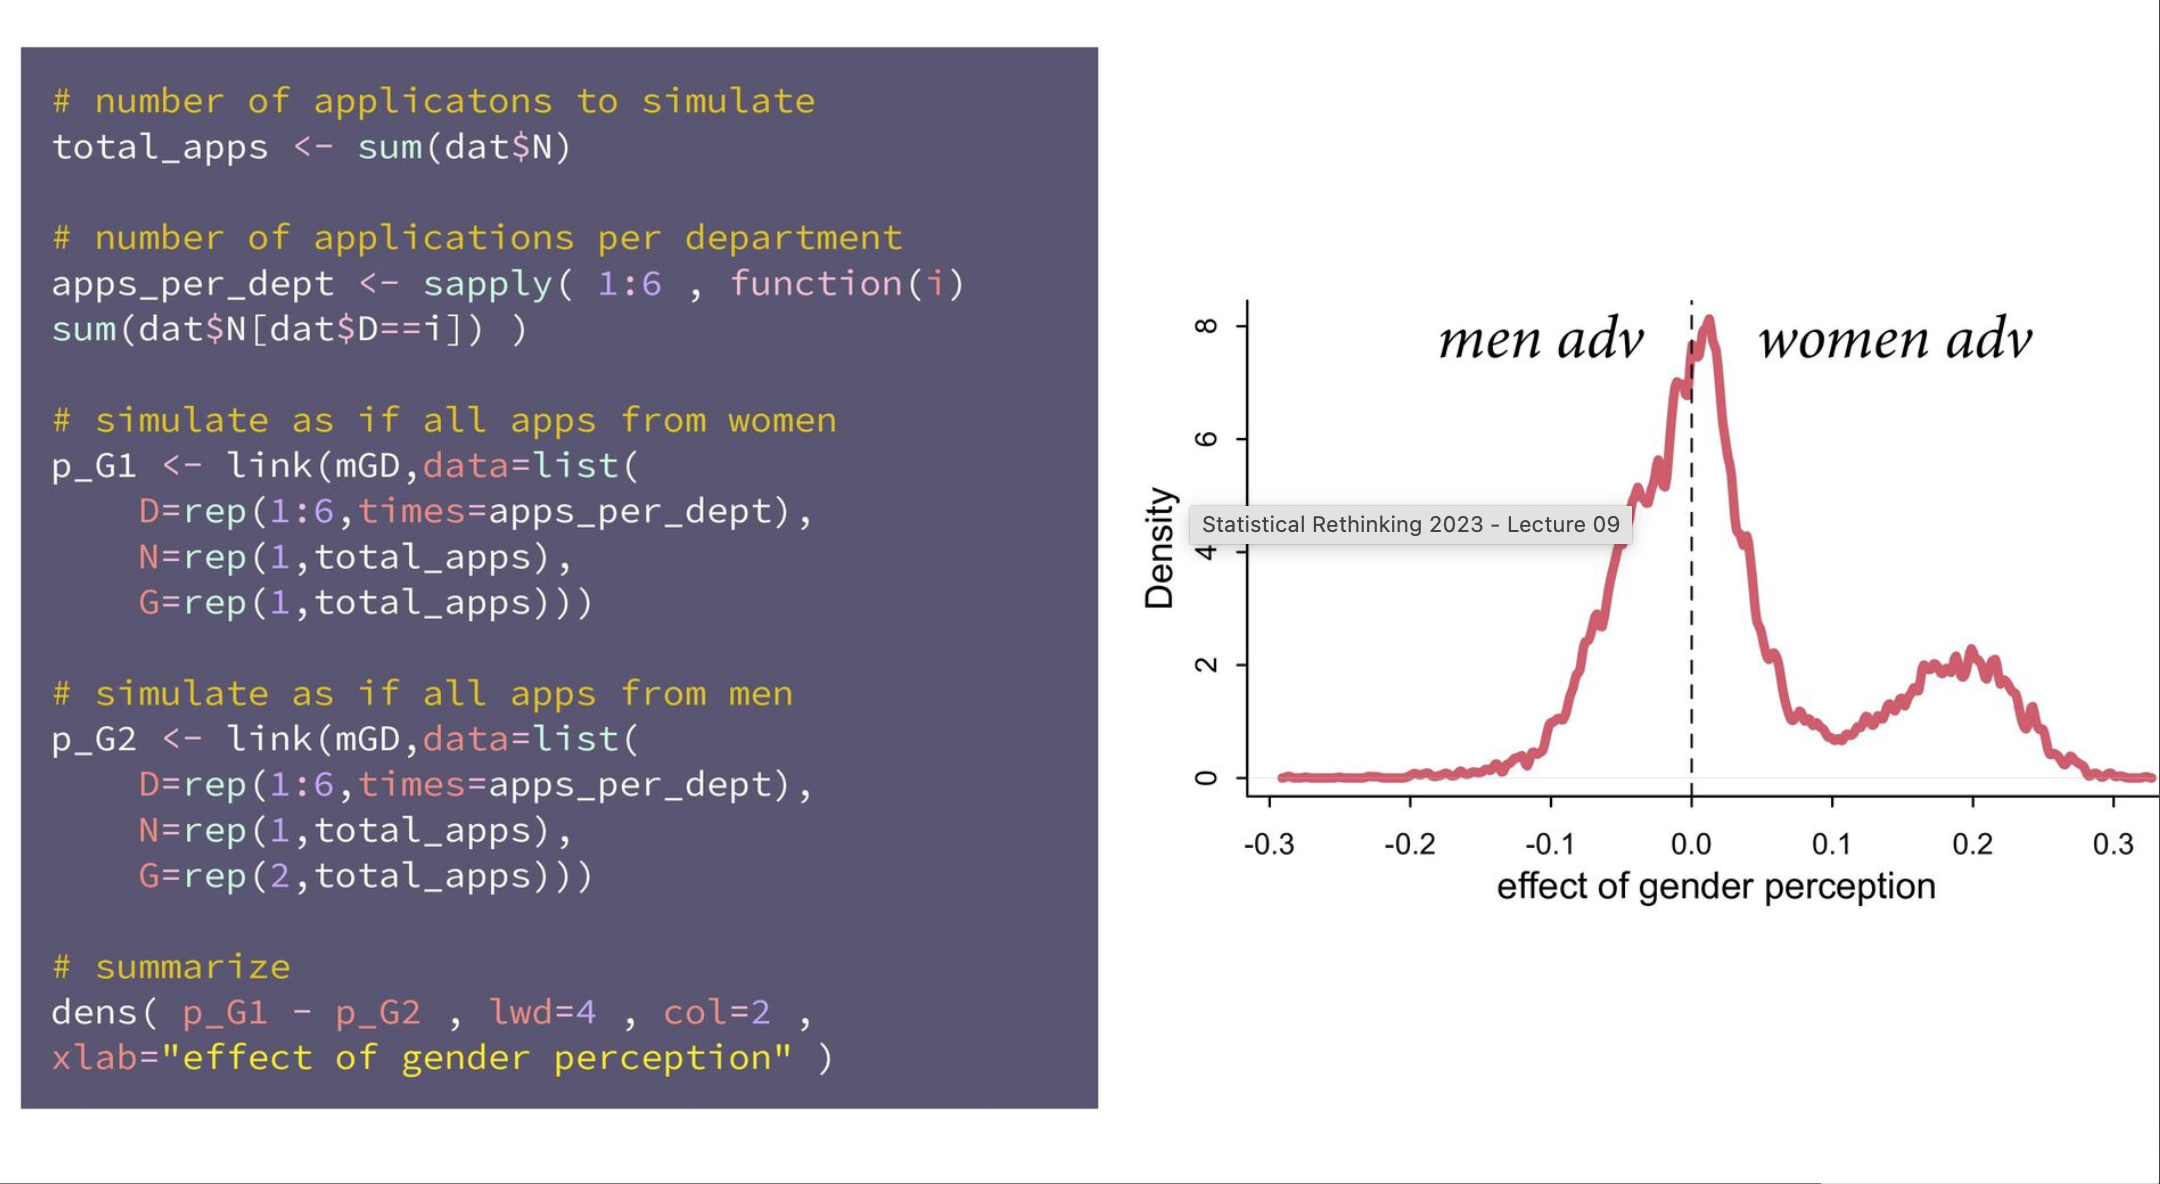 # number of applicatons to simulate
total_apps <- sum(dat$N)
# number of applications per department
apps_per_dept <- sapply( 1:6 , function(i)
sum(dat$N[dat$D==i]) )
# simulate as if all apps from women
p_G1 <- link(mGD,data=list(
    D=rep(1:6,times=apps_per_dept),
    N=rep(1,total_apps),
    G=rep(1,total_apps)))
# simulate as if all apps from men
p_G2 <- link(mGD,data=list(
    D=rep(1:6,times=apps_per_dept),
    N=rep(1,total_apps),
    G=rep(2,total_apps)))
# summarize
dens( p_G1 - p_G2 , lwd=4 , col=2 ,
xlab="effect of gender perception" )
men adv
women adv
Density
8
6
4
2
0
Statistical Rethinking 2023 - Lecture 09
-0.3 -0.2 -0.1 0.0 0.1 0.2 0.3
effect of gender perception